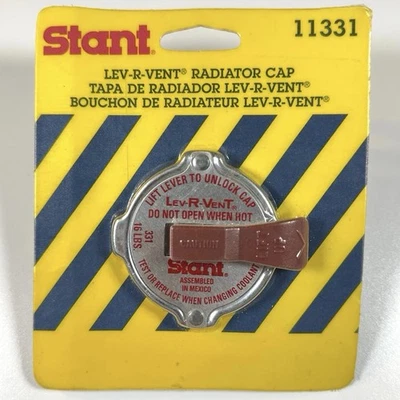 Stant®
11331
LEV-R-VENT® RADIATOR CAP
TAPA DE RADIADOR LEV-R-VENT®
BOUCHON DE RADIATEUR LEV-R-VENT®
LIFT LEVER TO UNLOCK CAP
LEV-R-VENT®
DO NOT OPEN WHEN HOT
331
16 LBS
LIFT UP
Stant®
ASSEMBLED
IN MEXICO
TEST OR REPLACE WHEN CHANGING COOLANT